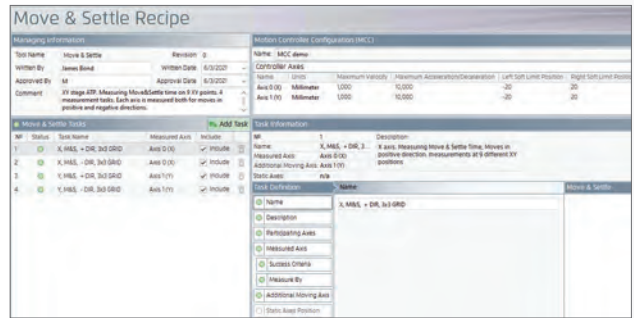 Move & Settle Recipe
Managing Information
Tool Name Move & Settle Revision 0
Written By James Bond Written Date 6/3/2021
Approved By M Approval Date 6/3/2021
Comment XY stage ATP. Measuring Move&Settle time on 9 XY points. 4
measurement tasks. Each axis is measured both for moves in
positive and negative directions.
Motion Controller Configuration (MCC)
Name MCC demo
Controller Axes
Name Units Maximum Velocity Maximum Acceleration/Deceleration Left Soft Limit Position Right Soft Limit Position
Axis 0 (X) Millimeter 1,000 10,000 -20 20
Axis 1 (Y) Millimeter 1,000 10,000 -20 20
Move & Settle Tasks Add Task
Nº Status Task Name Measured Axis Include
1 X, M&S, + DIR, 3x3 GRID Axis 0 (X) Include
2 X, M&S, - DIR, 3x3 GRID Axis 0 (X) Include
3 Y, M&S, + DIR, 3x3 GRID Axis 1 (Y) Include
4 Y, M&S, - DIR, 3x3 GRID Axis 1 (Y) Include
Task Information
Nº 1 Description:
Name: X, M&S, + DIR, 3... X axis. Measuring Move & Settle Time, Moves in
Measured Axis: Axis 0 (X) positive direction. measurements at 9 different XY
Additional Moving Axis: Axis 1 (Y) positions
Static Axes: n/a
Task Definition Name Move & Settle
Name X, M&S, + DIR, 3x3 GRID
Description
Participating Axes
Measured Axis
Success Criteria
Measure By
Additional Moving Axis
Static Axes Position